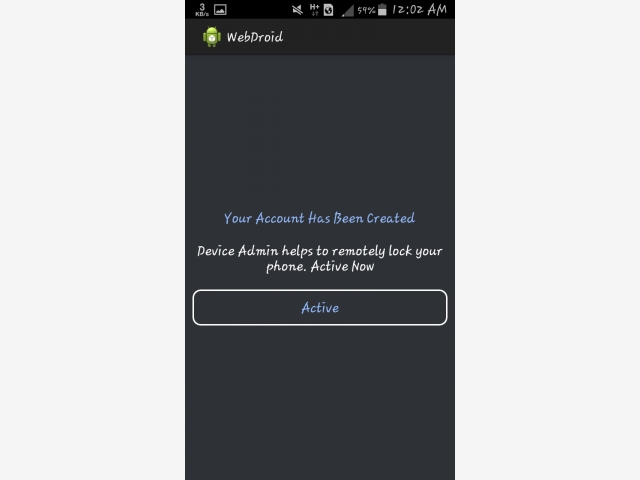 3
KB/s
H+
54%
12:02 AM
WebDroid
Your Account Has Been Created
Device Admin helps to remotely lock your
phone. Active Now
Active